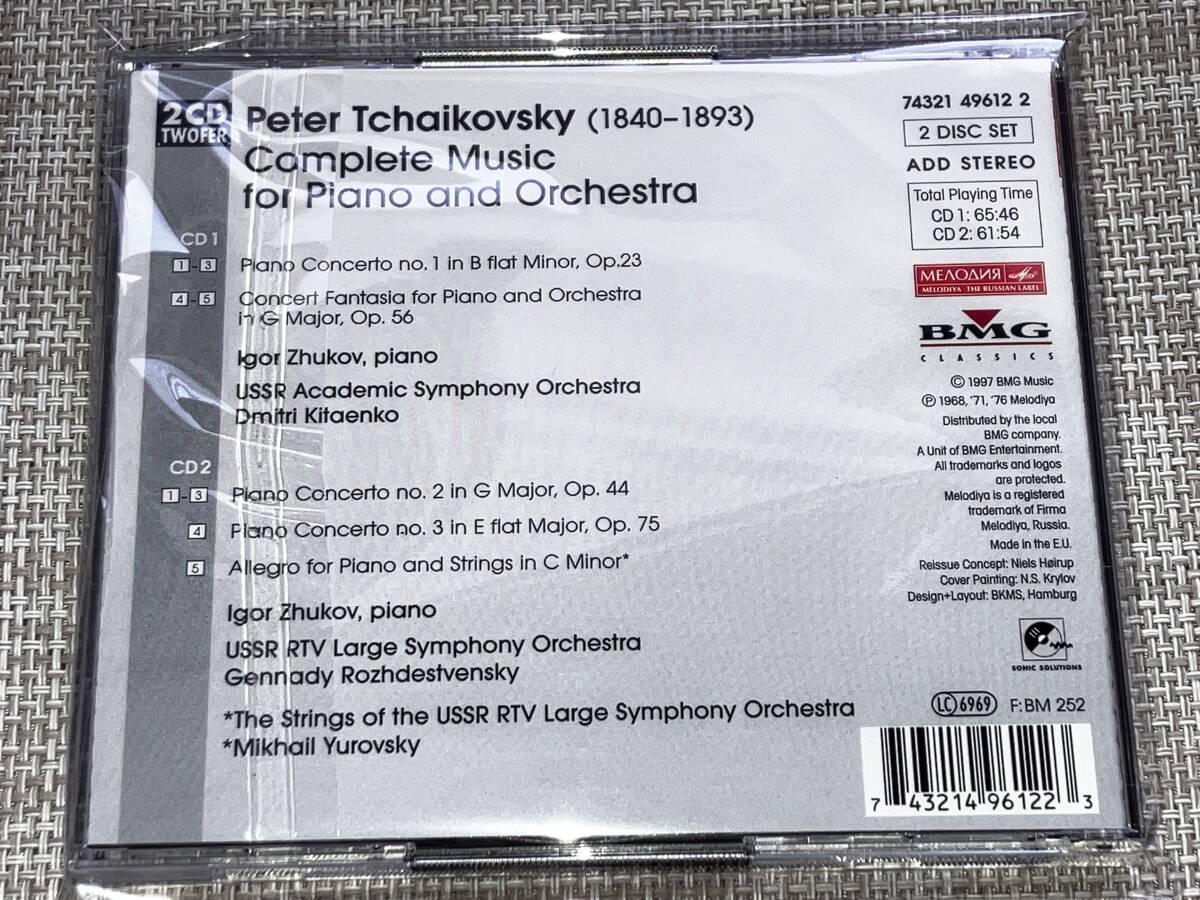 2CD
TWOFER
Peter Tchaikovsky (1840–1893)
Complete Music
for Piano and Orchestra
CD 1
1-3 Piano Concerto no. 1 in B flat Minor, Op.23
4-5 Concert Fantasia for Piano and Orchestra
in G Major, Op. 56
Igor Zhukov, piano
USSR Academic Symphony Orchestra
Dmitri Kitaenko
CD 2
1-3 Piano Concerto no. 2 in G Major, Op. 44
4 Piano Concerto no. 3 in E flat Major, Op. 75
5 Allegro for Piano and Strings in C Minor*
Igor Zhukov, piano
USSR RTV Large Symphony Orchestra
Gennady Rozhdestvensky
*The Strings of the USSR RTV Large Symphony Orchestra
*Mikhail Yurovsky
74321 49612 2
2 DISC SET
ADD STEREO
Total Playing Time
CD 1: 65:46
CD 2: 61:54
МЕЛОДИЯ
MELODIYA THE RUSSIAN LABEL
BMG
CLASSICS
© 1997 BMG Music
℗ 1968, '71, '76 Melodiya
Distributed by the local
BMG company.
A Unit of BMG Entertainment.
All trademarks and logos
are protected.
Melodiya is a registered
trademark of Firma
Melodiya, Russia.
Made in the E.U.
Reissue Concept: Niels Høirup
Cover Painting: N.S. Krylov
Design+Layout: BKMS, Hamburg
SONIC SOLUTIONS
LC 6969 F: BM 252
7 43214 96122 3